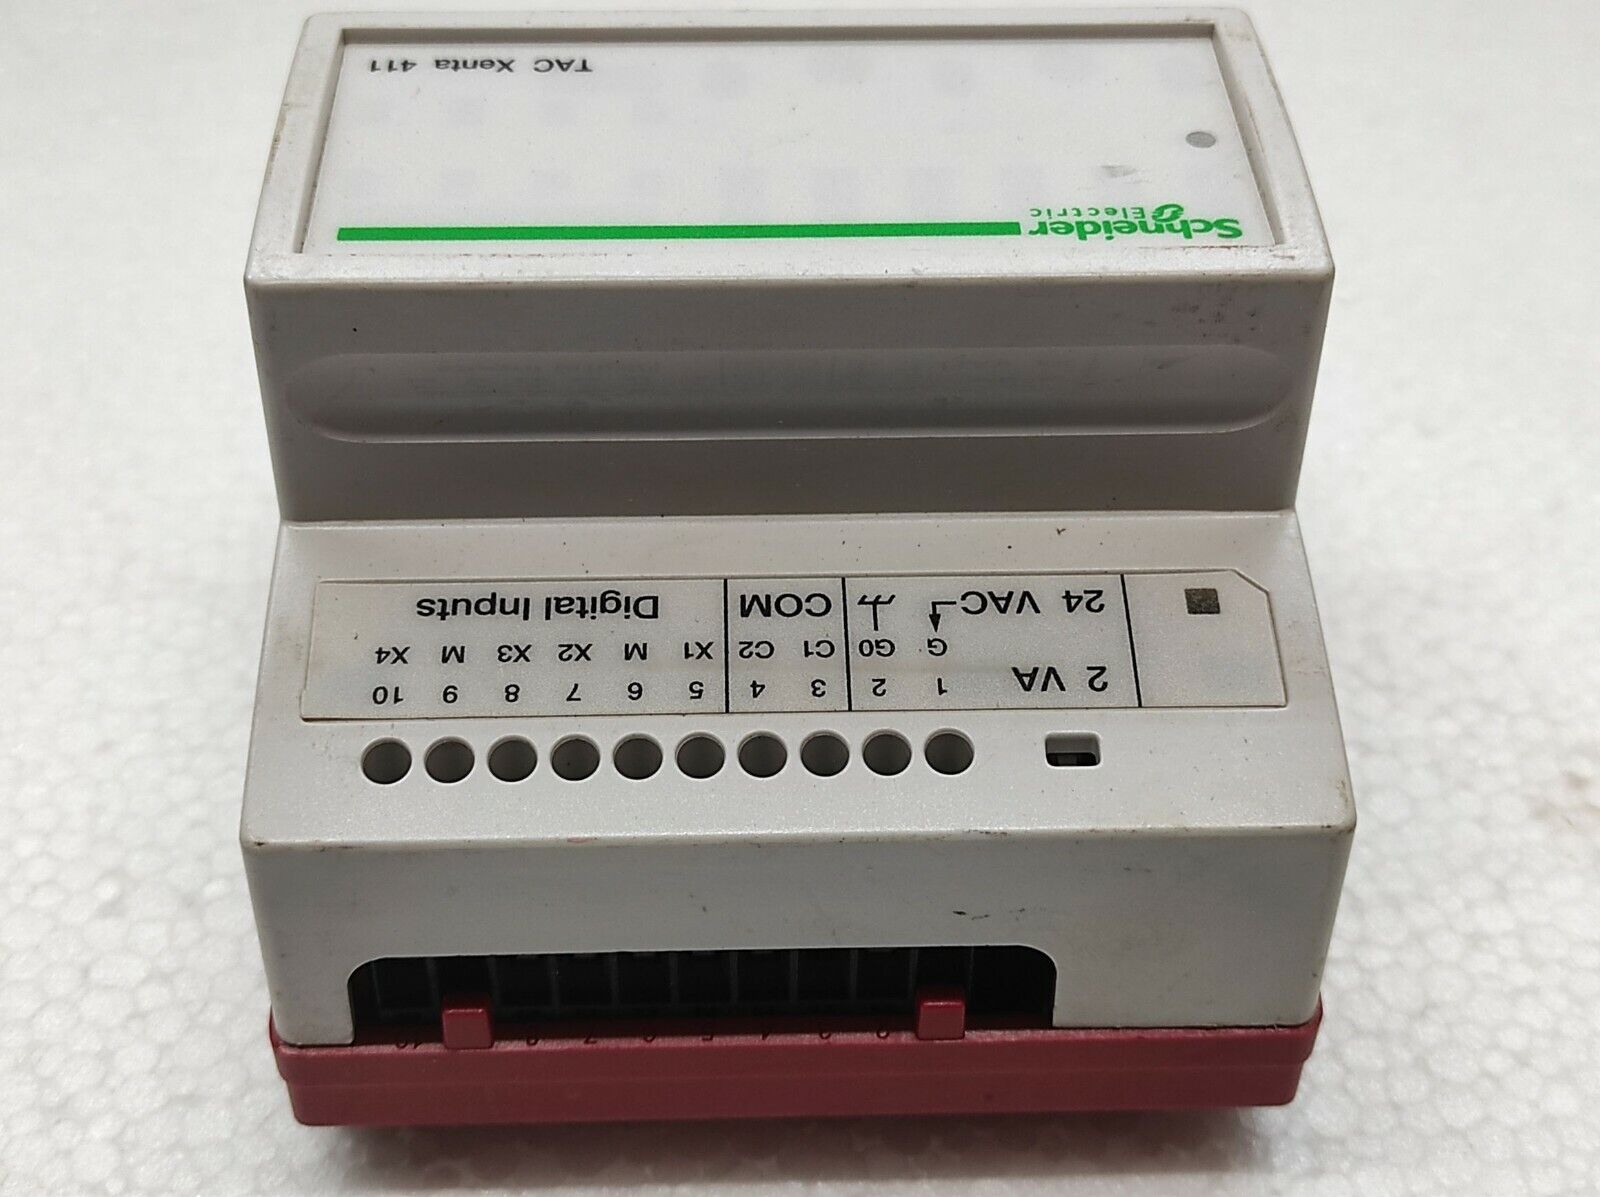 2 VA 1 2 3 4 5 6 7 8 9 10
G G0 C1 C2 X1 M X2 X3 M X4
24 VAC COM Digital Inputs
Schneider
Electric
TAC Xenta 411